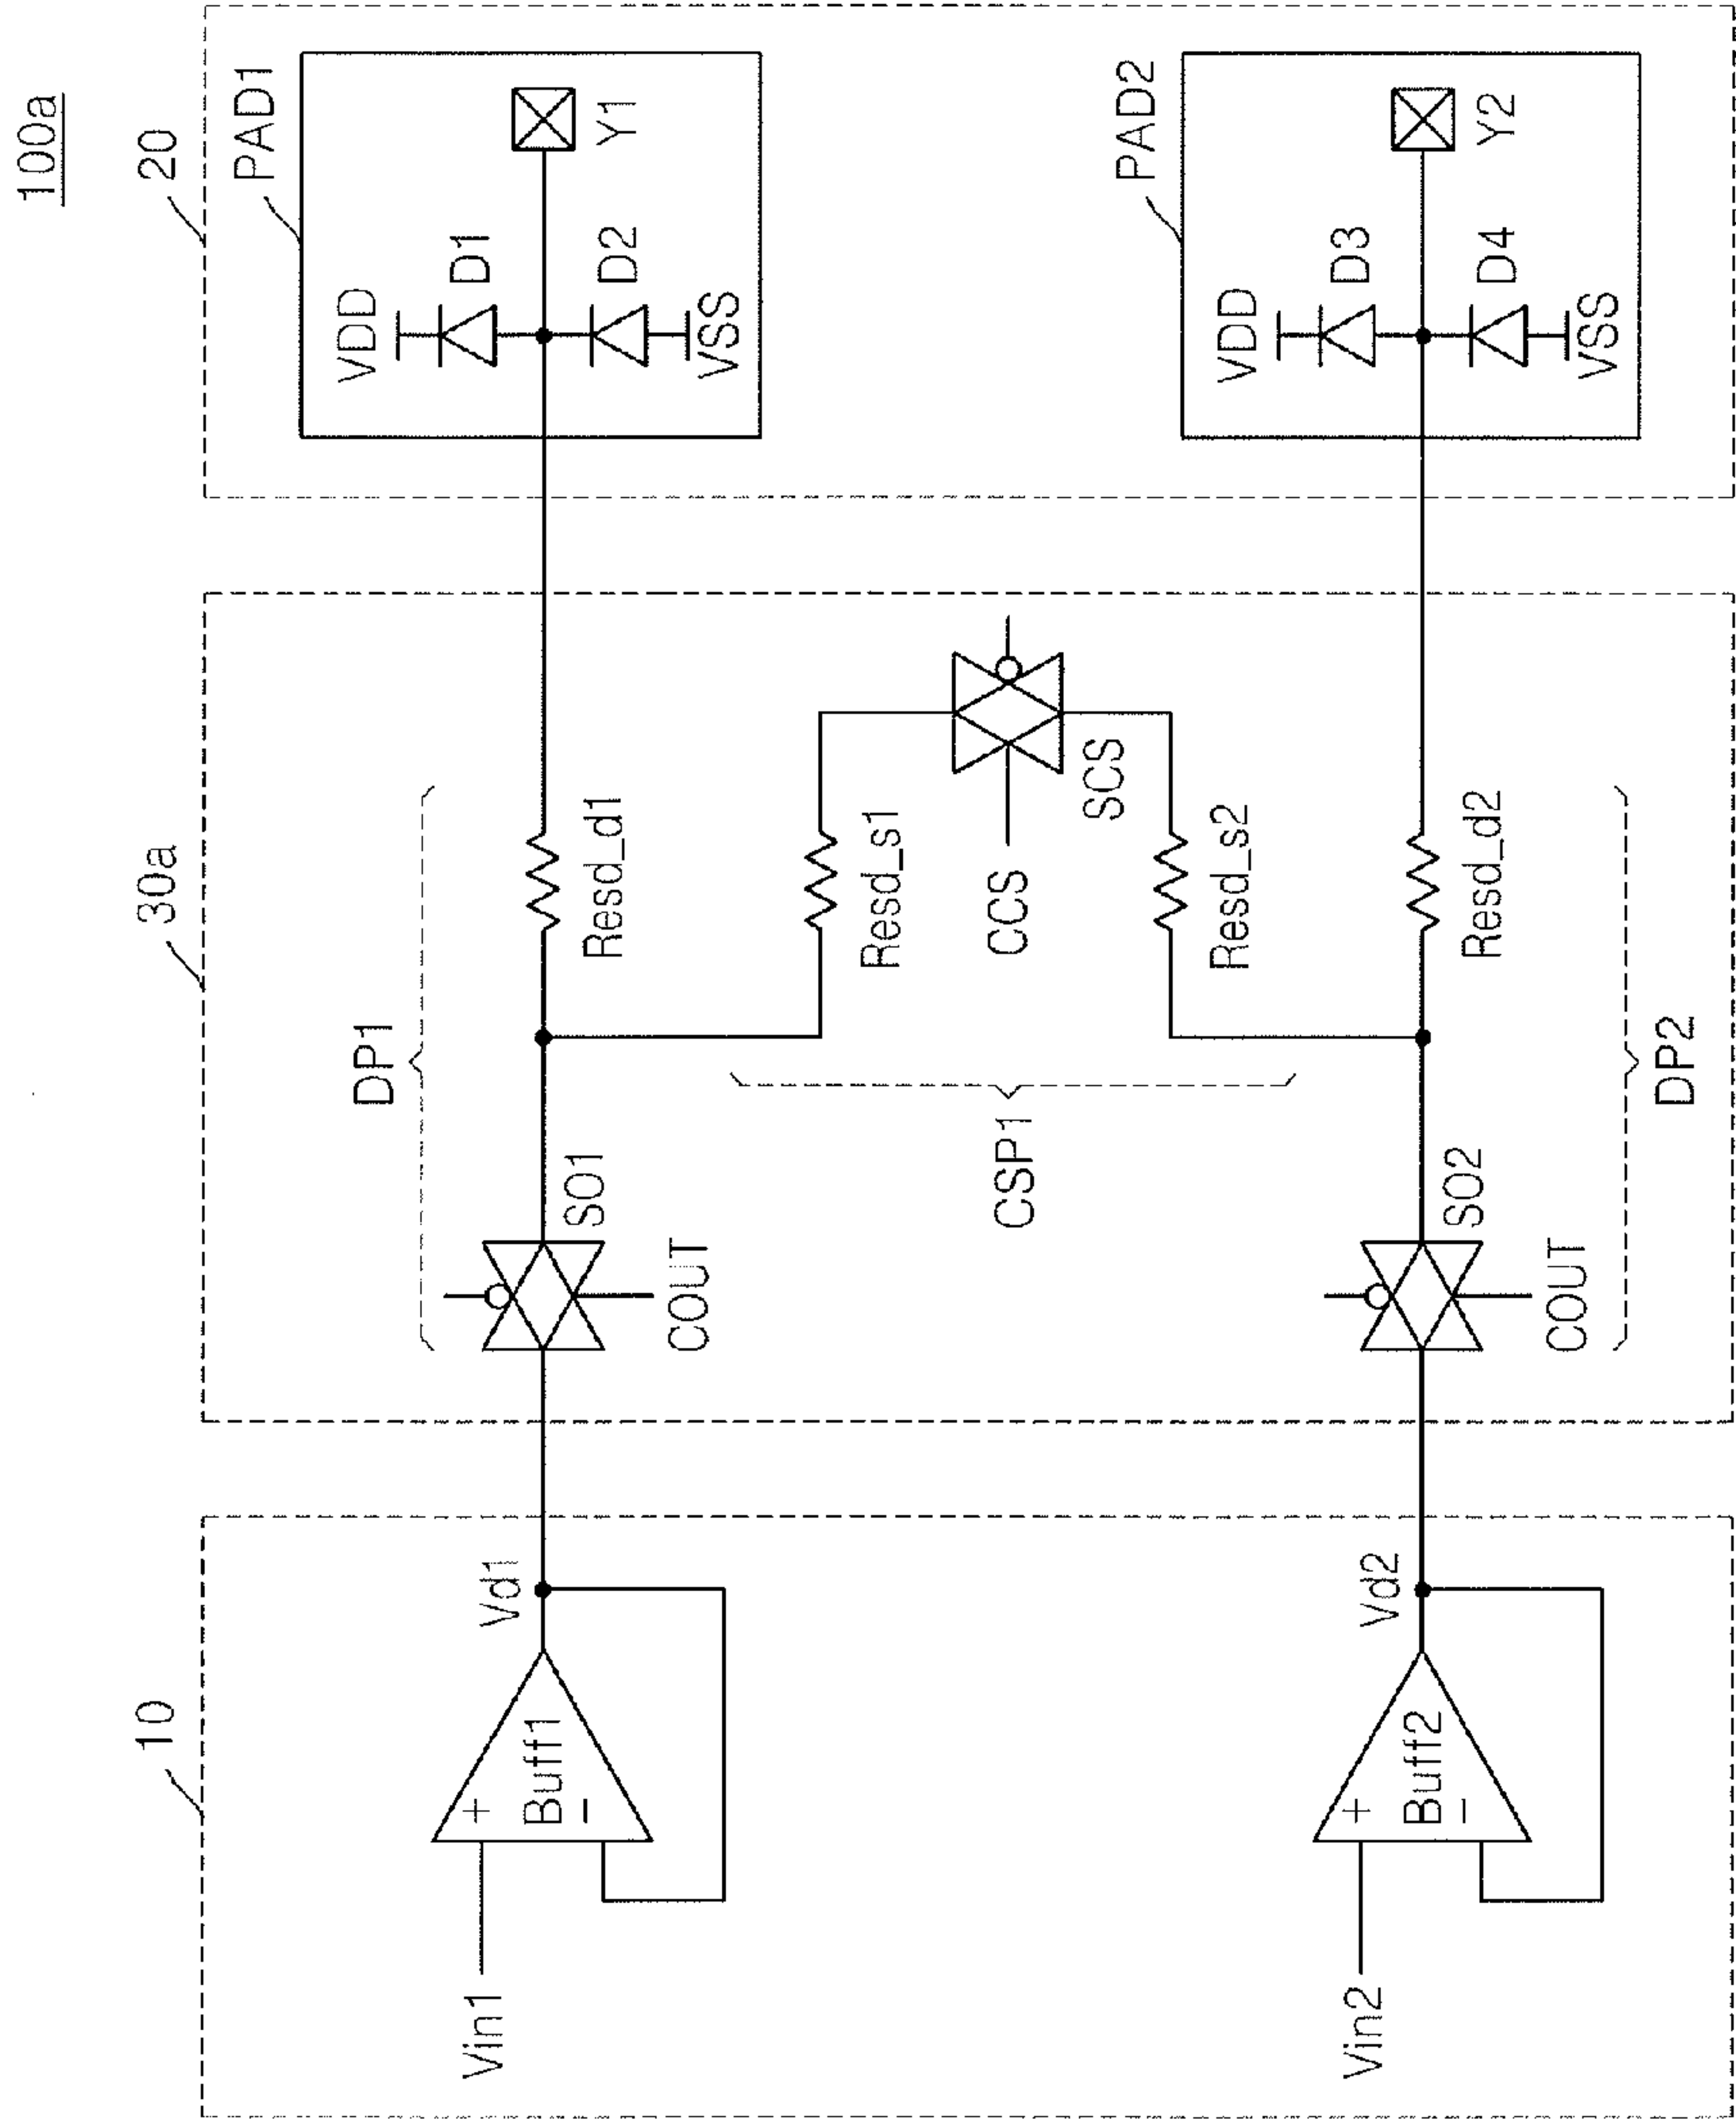 100a
10
30a
20
Vin1
+
Buff1
−
Vd1
DP1
SO1
COUT
Resd_d1
PAD1
VDD
D1
D2
VSS
Y1
CSP1
Resd_s1
CCS
SCS
Resd_s2
Vin2
+
Buff2
−
Vd2
SO2
COUT
Resd_d2
DP2
PAD2
VDD
D3
D4
VSS
Y2